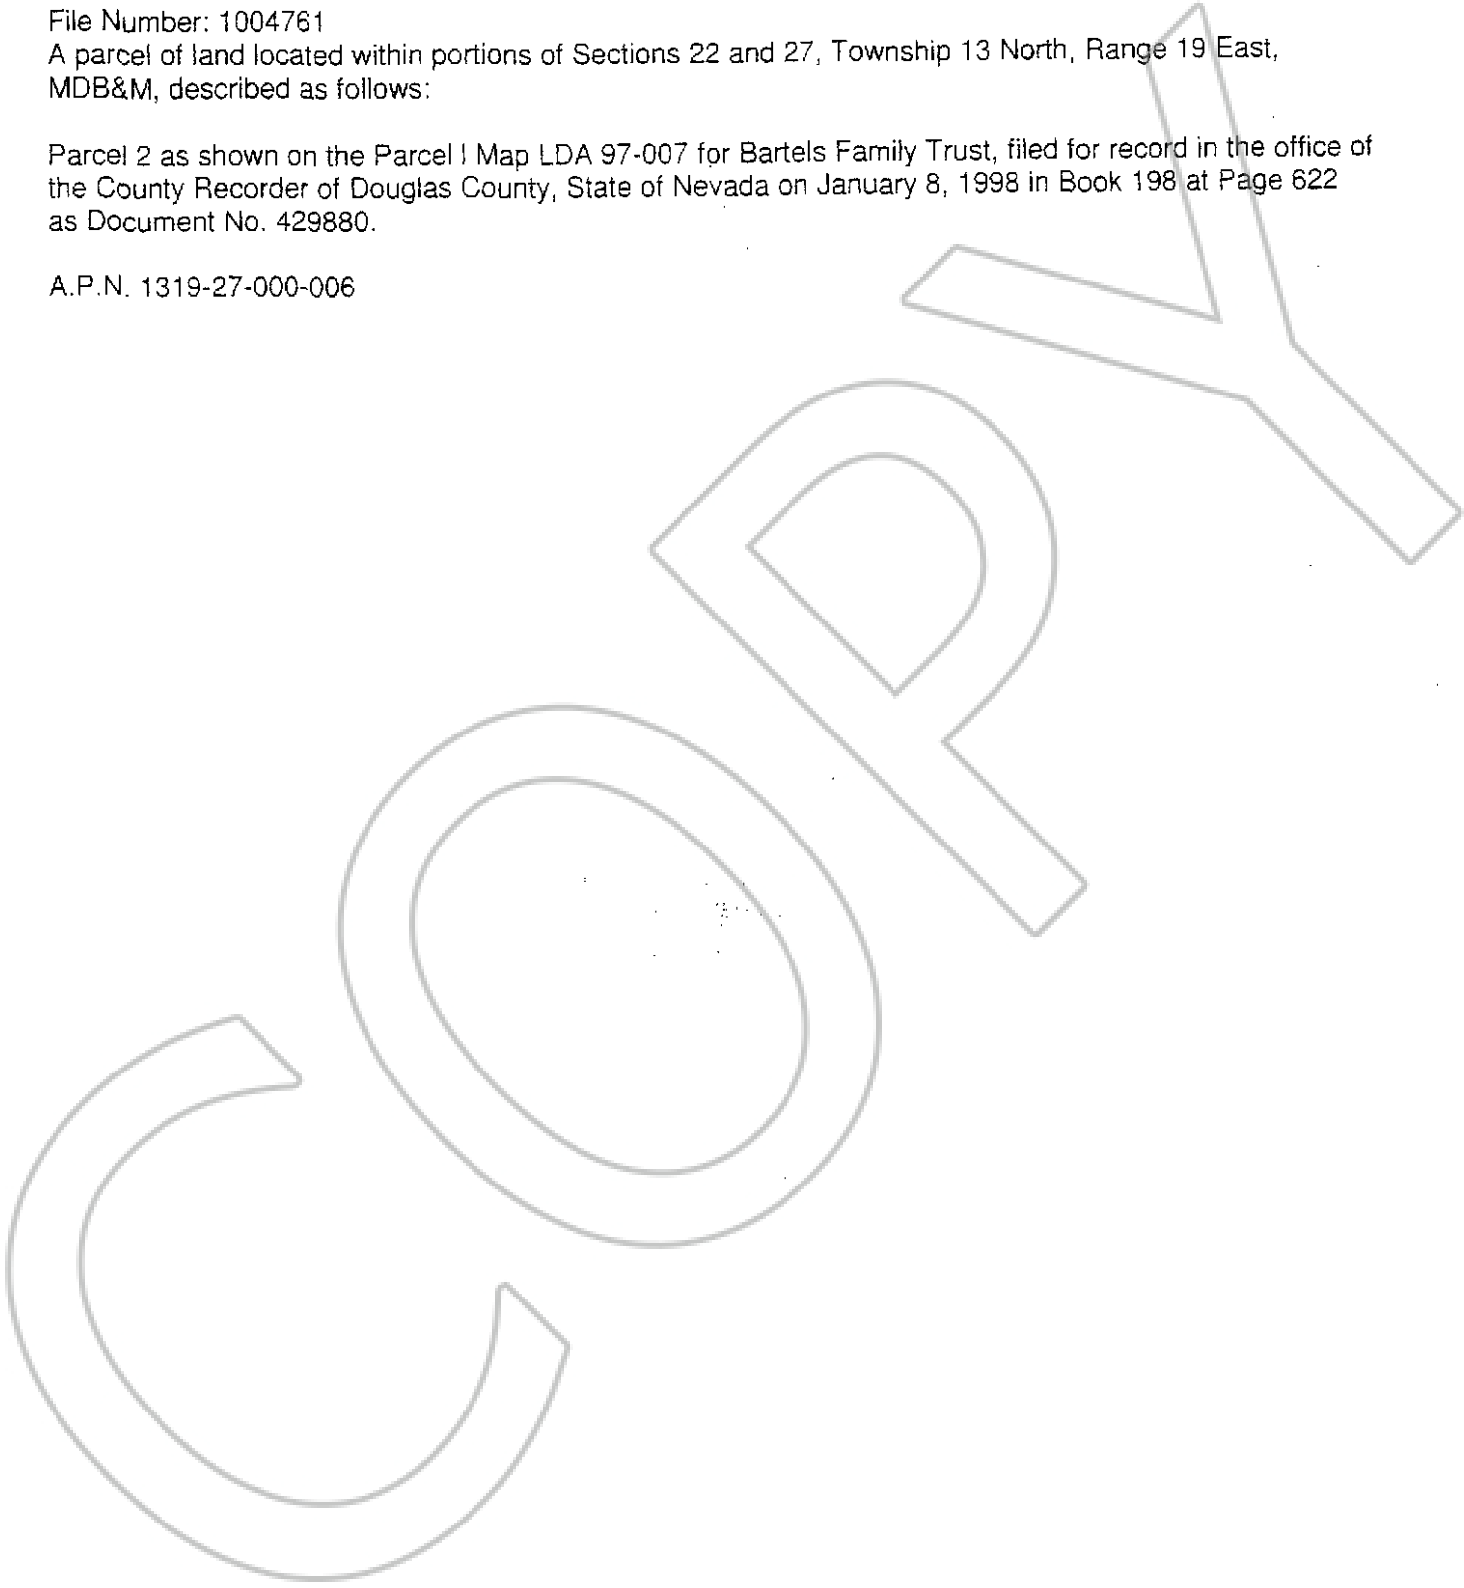 File Number: 1004761
A parcel of land located within portions of Sections 22 and 27, Township 13 North, Range 19 East,
MDB&M, described as follows:
Parcel 2 as shown on the Parcel I Map LDA 97-007 for Bartels Family Trust, filed for record in the office of
the County Recorder of Douglas County, State of Nevada on January 8, 1998 in Book 198 at Page 622
as Document No. 429880.
A.P.N. 1319-27-000-006
COPY